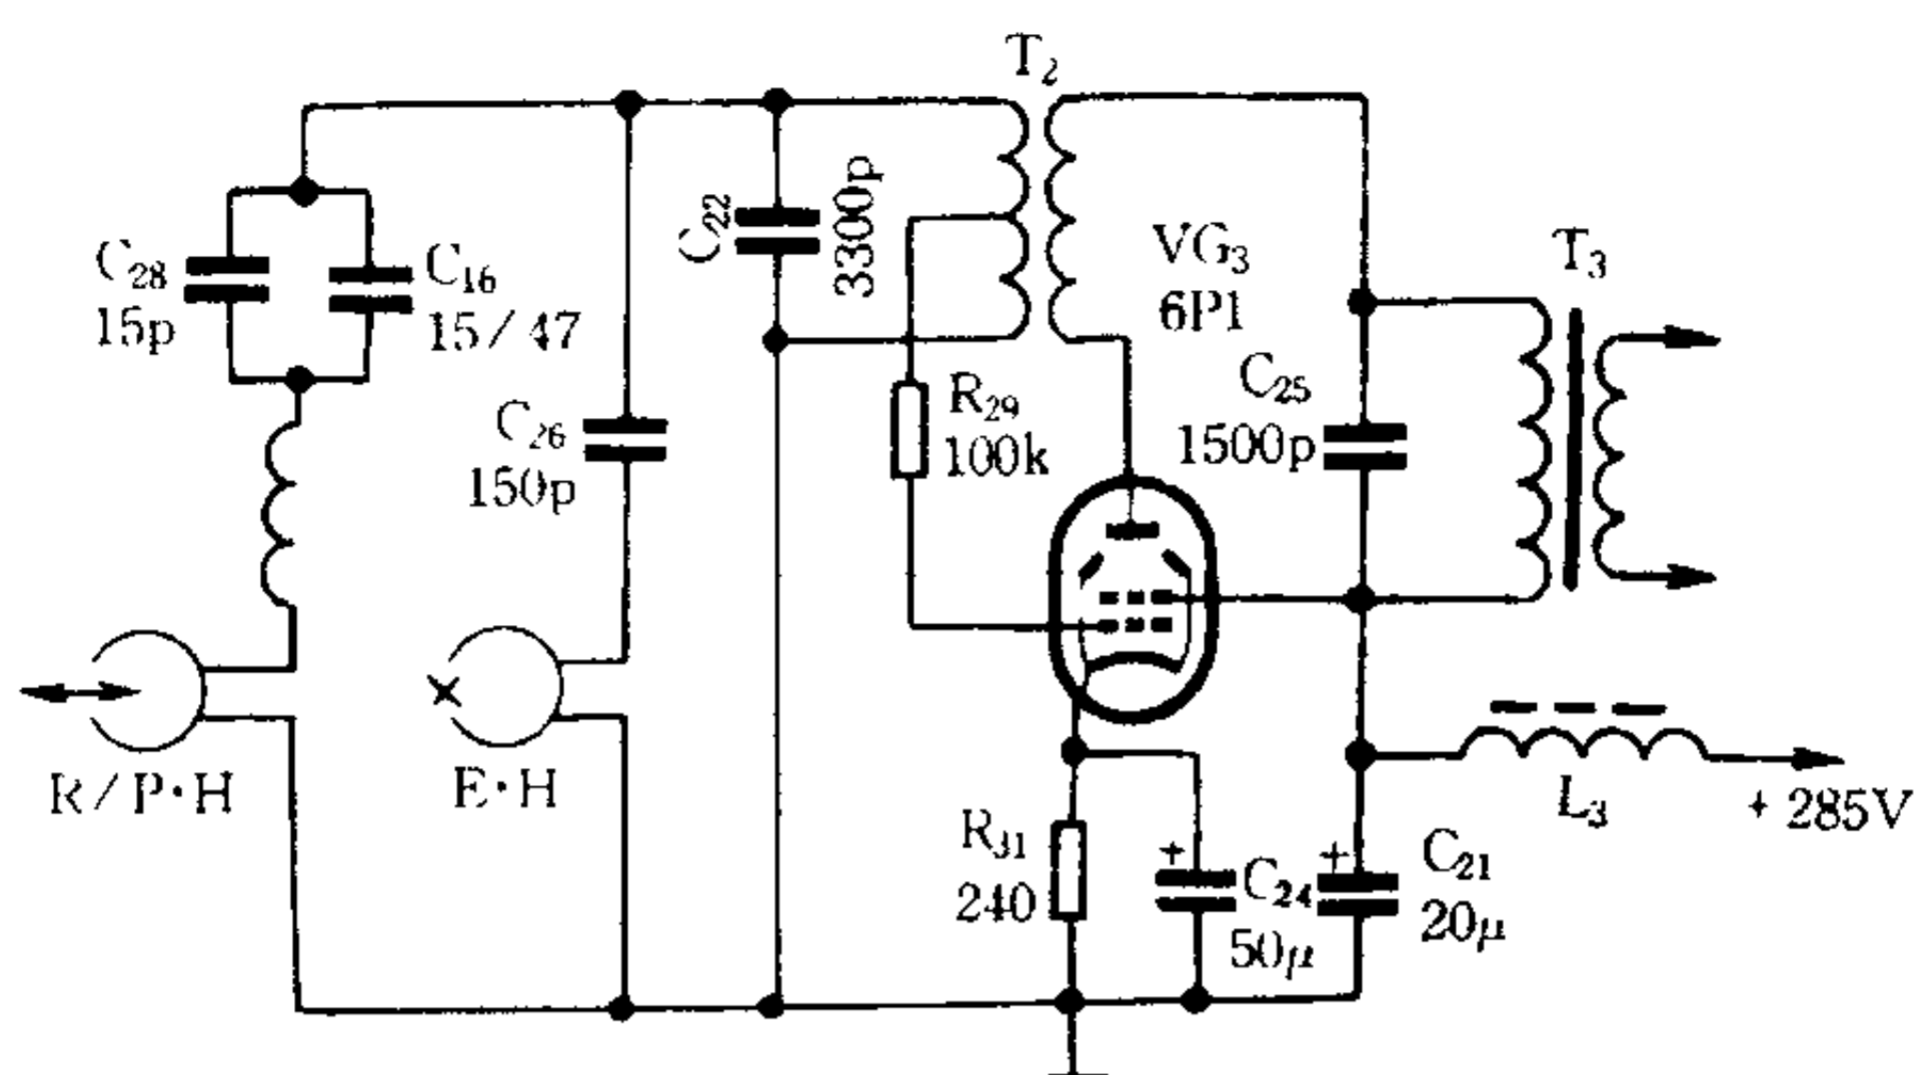 T₂
C₂₈
15p
C₁₆
15/47
C₂₂
3300p
VG₃
6P1
T₃
C₂₆
150p
R₂₉
100k
C₂₅
1500p
R/P·H
E·H
R₃₁
240
+
C₂₄
50μ
+
C₂₁
20μ
L₃
+ 285V